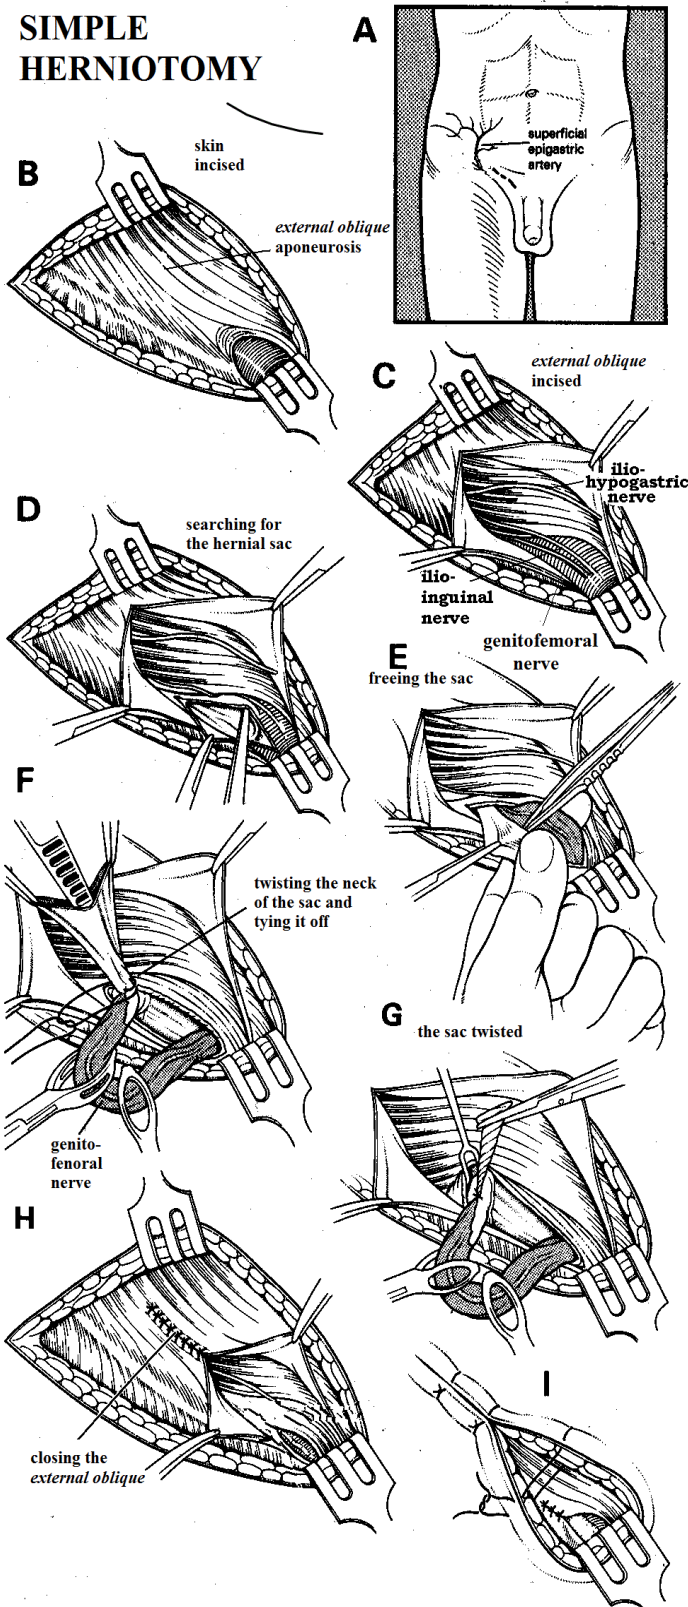 SIMPLE
HERNIOTOMY
A
superficial
epigastric
artery
B
skin
incised
external oblique
aponeurosis
C
external oblique
incised
ilio-
hypogastric
nerve
ilio-
inguinal
nerve
genitofemoral
nerve
D
searching for
the hernial sac
E
freeing the sac
F
twisting the neck
of the sac and
tying it off
genito-
fenoral
nerve
G
the sac twisted
H
closing the
external oblique
I